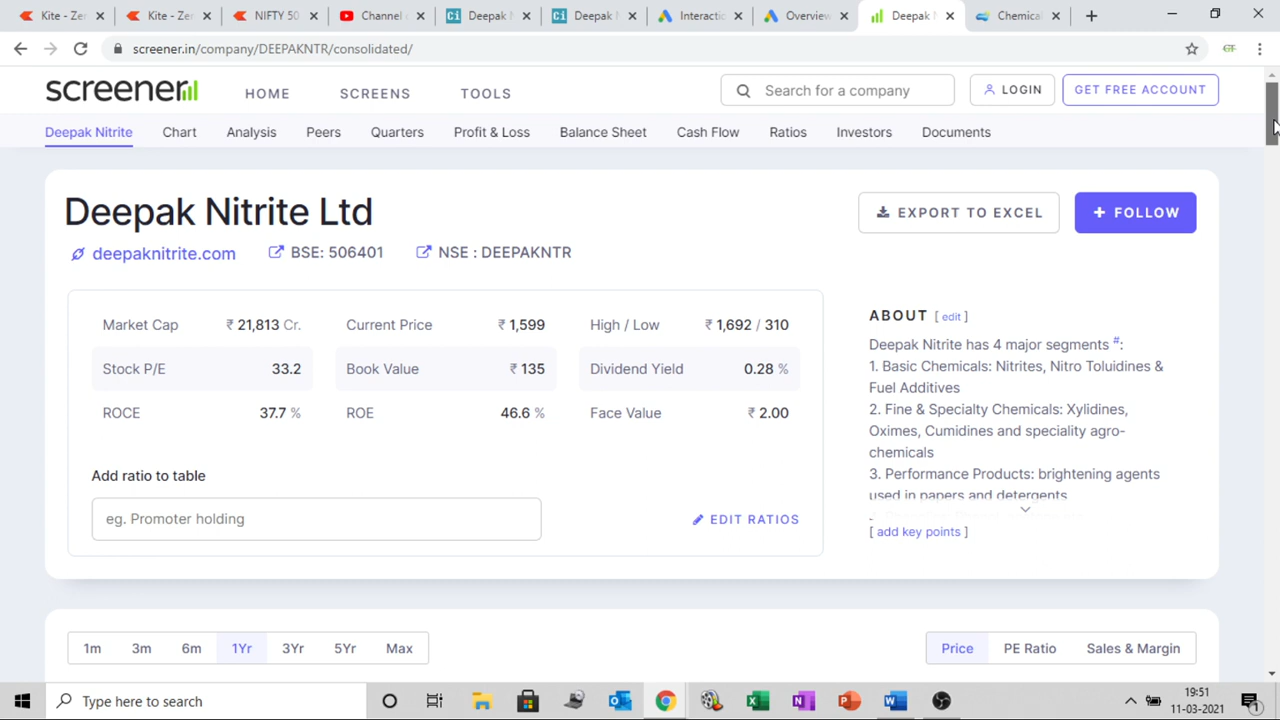 Kite - Zer
Kite - Zer
NIFTY 50
Channel c
Ci Deepak N
Ci Deepak N
Interactio
Overview
Deepak N
Chemical
screener.in/company/DEEPAKNTR/consolidated/
screener
HOME
SCREENS
TOOLS
Search for a company
LOGIN
GET FREE ACCOUNT
Deepak Nitrite
Chart
Analysis
Peers
Quarters
Profit & Loss
Balance Sheet
Cash Flow
Ratios
Investors
Documents
Deepak Nitrite Ltd
EXPORT TO EXCEL
+ FOLLOW
deepaknitrite.com
BSE: 506401
NSE : DEEPAKNTR
Market Cap ₹ 21,813 Cr.
Current Price ₹ 1,599
High / Low ₹ 1,692 / 310
Stock P/E 33.2
Book Value ₹ 135
Dividend Yield 0.28 %
ROCE 37.7 %
ROE 46.6 %
Face Value ₹ 2.00
Add ratio to table
eg. Promoter holding
EDIT RATIOS
ABOUT [ edit ]
Deepak Nitrite has 4 major segments #:
1. Basic Chemicals: Nitrites, Nitro Toluidines &
Fuel Additives
2. Fine & Specialty Chemicals: Xylidines,
Oximes, Cumidines and speciality agro-
chemicals
3. Performance Products: brightening agents
used in papers and detergents
[ add key points ]
1m
3m
6m
1Yr
3Yr
5Yr
Max
Price
PE Ratio
Sales & Margin
Type here to search
19:51
11-03-2021
1